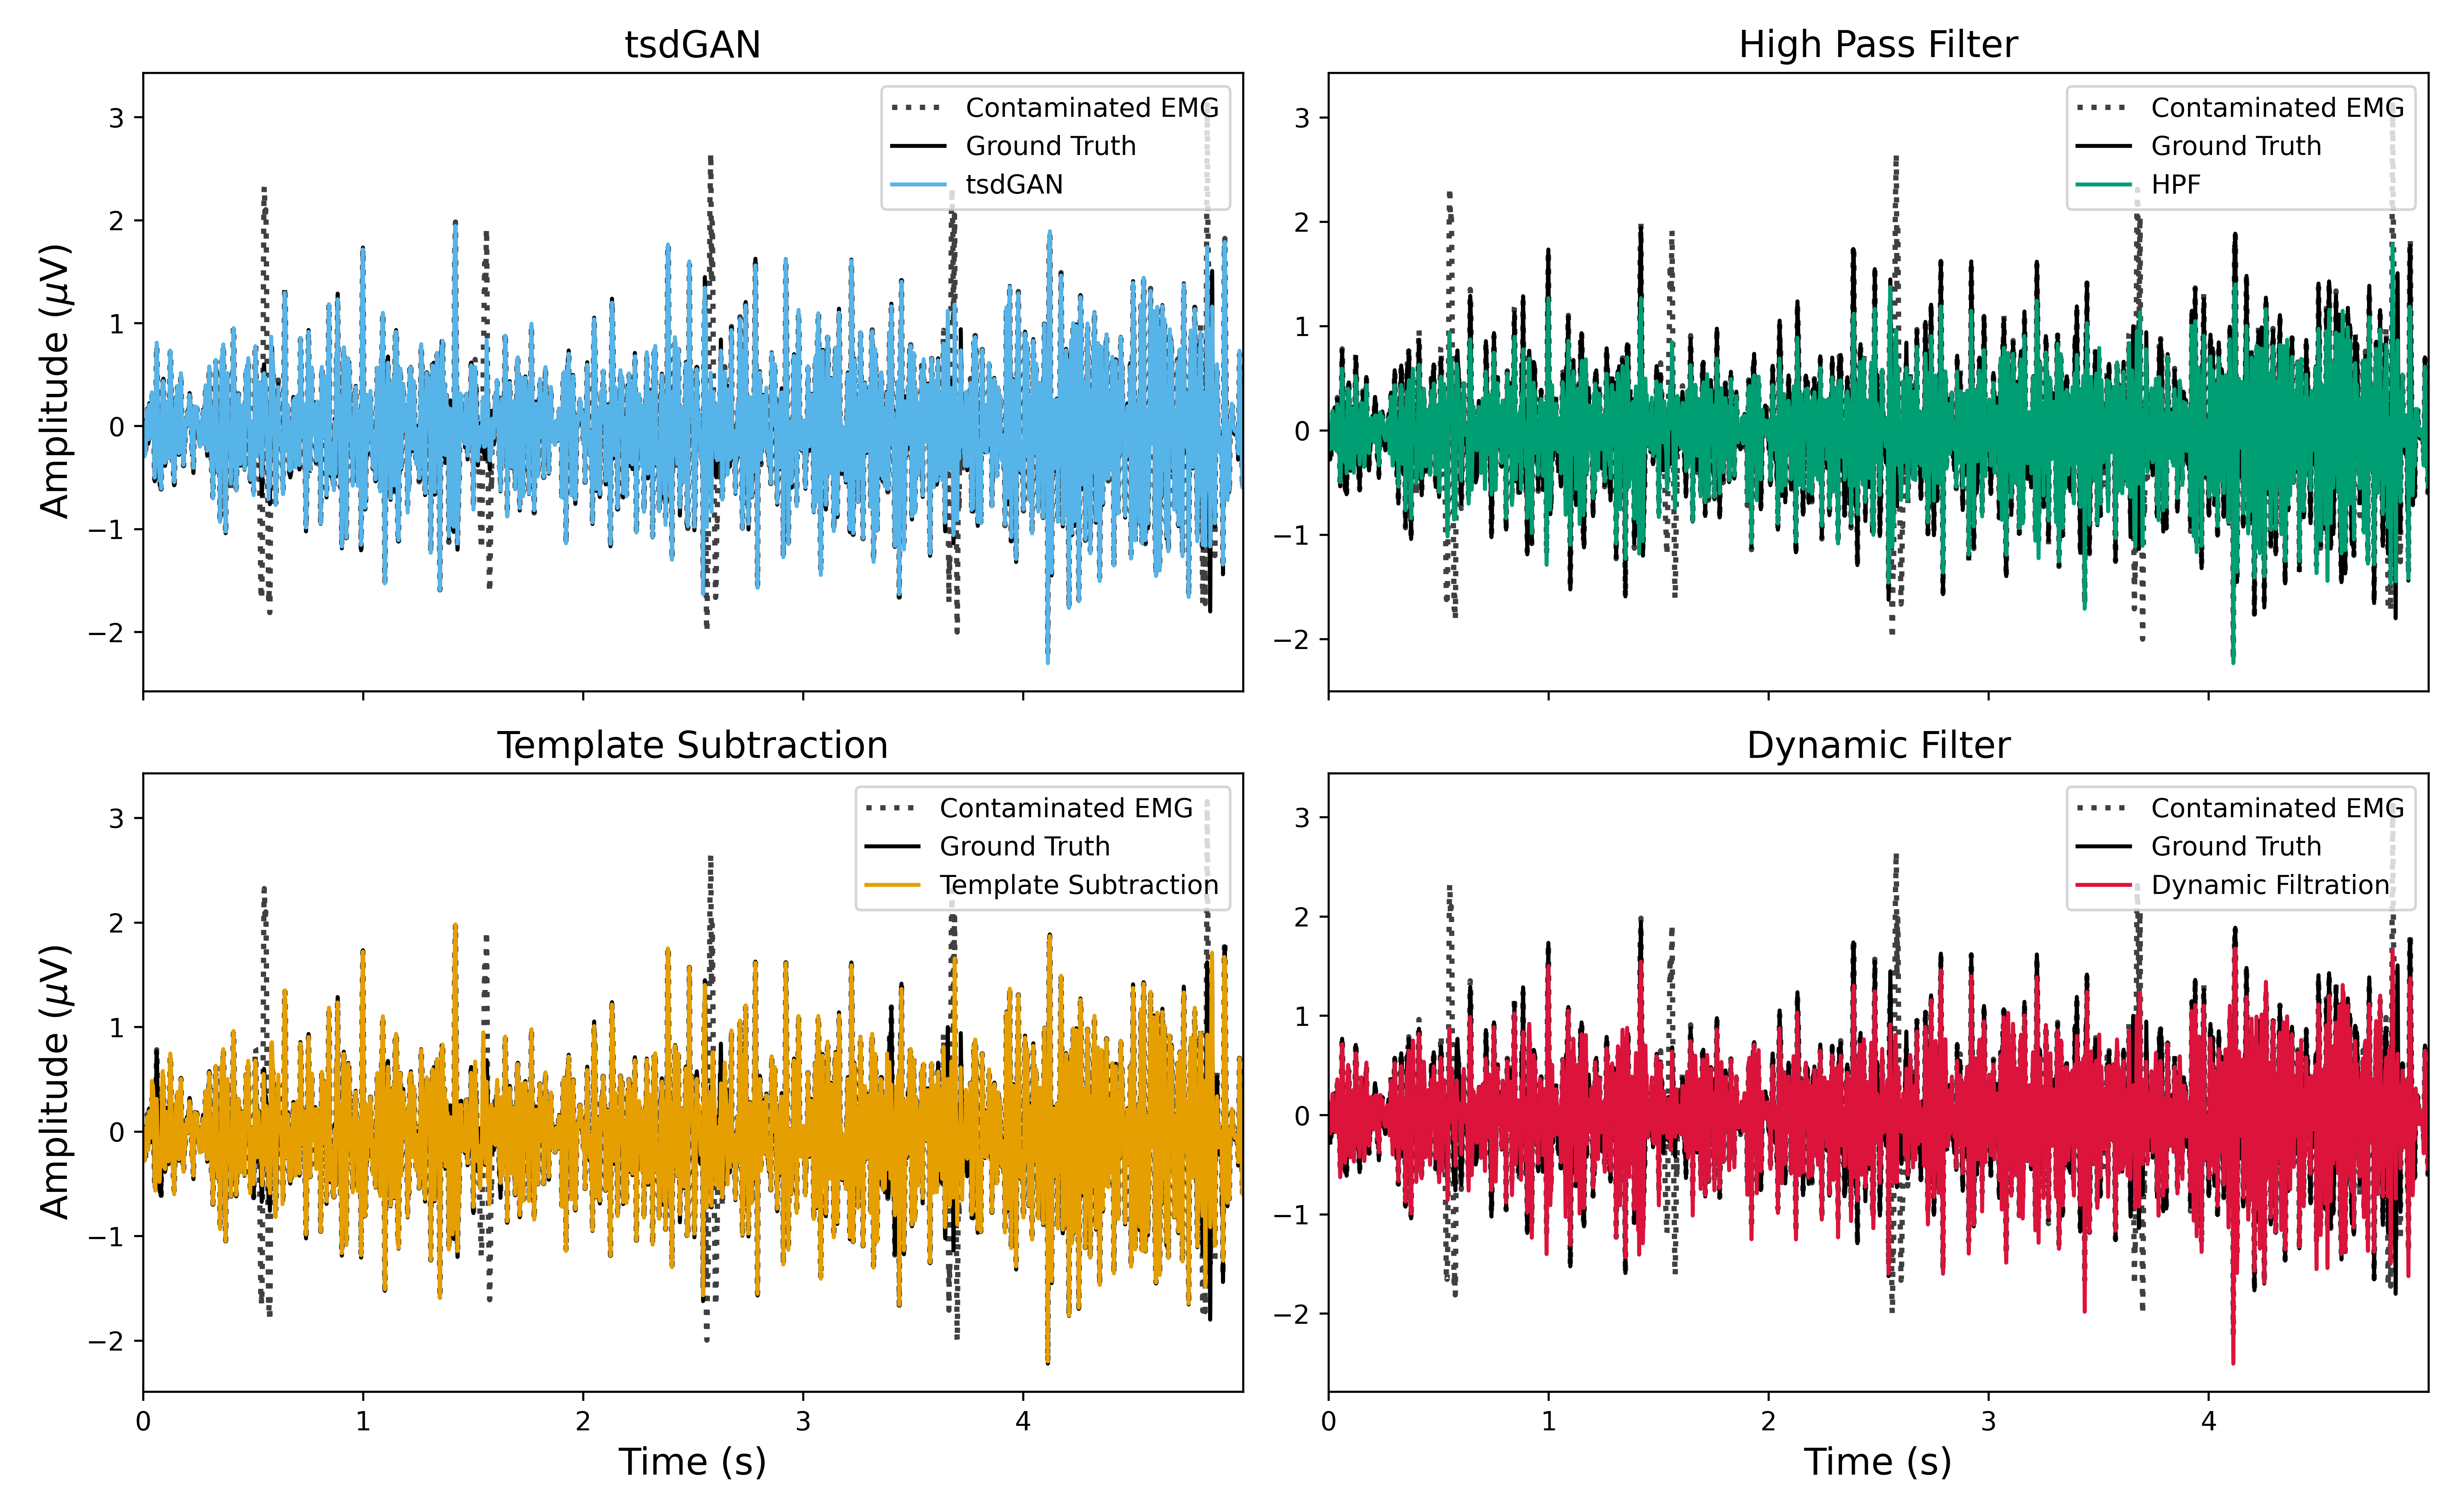 tsdGAN
Contaminated EMG
Ground Truth
tsdGAN
3
2
1
0
−1
−2
Amplitude (μV)
High Pass Filter
Contaminated EMG
Ground Truth
HPF
3
2
1
0
−1
−2
Template Subtraction
Contaminated EMG
Ground Truth
Template Subtraction
3
2
1
0
−1
−2
Amplitude (μV)
0 1 2 3 4
Time (s)
Dynamic Filter
Contaminated EMG
Ground Truth
Dynamic Filtration
3
2
1
0
−1
−2
0 1 2 3 4
Time (s)